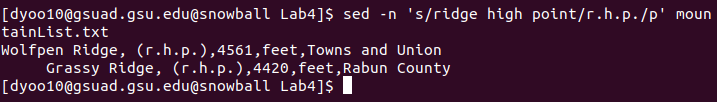 [dyoo10@gsuad.gsu.edu@snowball Lab4]$ sed -n 's/ridge high point/r.h.p./p' moun
tainList.txt
Wolfpen Ridge, (r.h.p.),4561,feet,Towns and Union
Grassy Ridge, (r.h.p.),4420,feet,Rabun County
[dyoo10@gsuad.gsu.edu@snowball Lab4]$